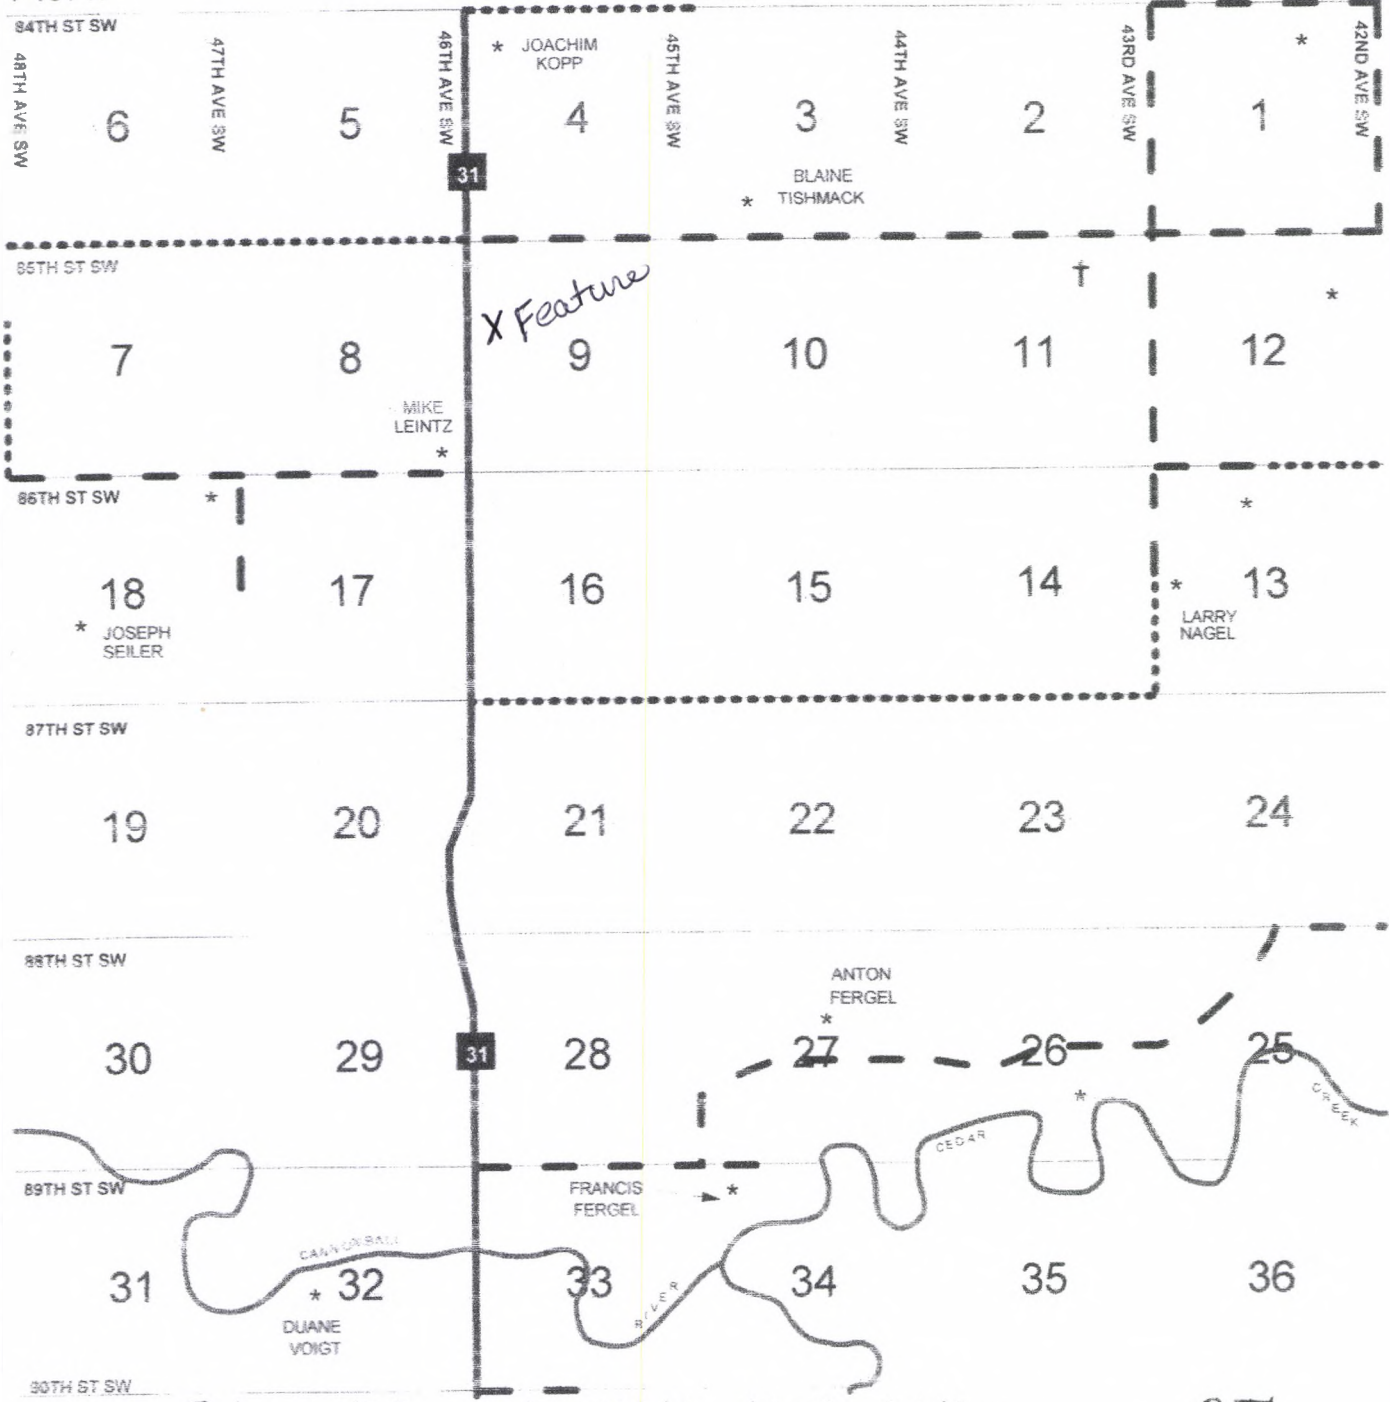 84TH ST SW
48TH AVE SW
47TH AVE SW
46TH AVE SW
45TH AVE SW
44TH AVE SW
43RD AVE SW
42ND AVE SW
* JOACHIM
KOPP
*
6
5
4
3
2
1
31
BLAINE
* TISHMACK
85TH ST SW
†
*
X Feature
7
8
9
10
11
12
MIKE
LEINTZ
*
86TH ST SW
*
*
18
17
16
15
14
* 13
* JOSEPH
SEILER
LARRY
NAGEL
87TH ST SW
19
20
21
22
23
24
88TH ST SW
ANTON
FERGEL
*
30
29
31
28
27
26
25
*
CREEK
CEDAR
89TH ST SW
FRANCIS
FERGEL
*
CANNONBALL
31
* 32
33
34
35
36
RIVER
DUANE
VOIGT
90TH ST SW